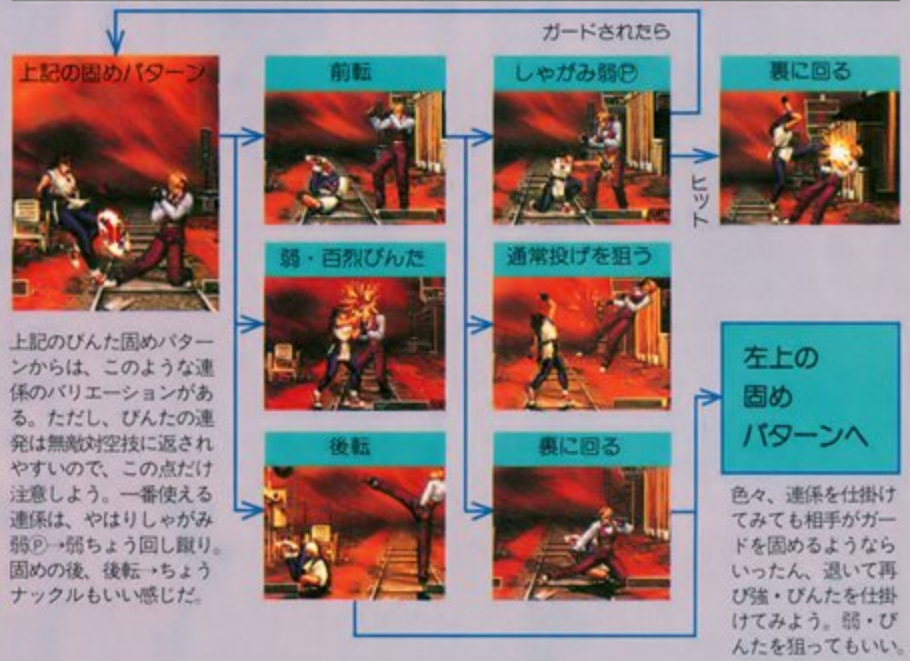 ガードされたら
上記の固めパターン
前転
しゃがみ弱Ⓟ
裏に回る
ヒット
弱・百烈びんた
通常投げを狙う
後転
裏に回る
左上の
固め
パターンへ
上記のびんた固めパター
ンからは、このような連
係のバリエーションがあ
る。ただし、びんたの連
発は無敵対空技に返され
やすいので、この点だけ
注意しよう。一番使える
連係は、やはりしゃがみ
弱Ⓟ→弱ちょう回し蹴り。
固めの後、後転→ちょう
ナックルもいい感じだ。
色々、連係を仕掛け
てみても相手がガー
ドを固めるようなら
いったん、退いて再
び強・びんたを仕掛
けてみよう。弱・び
んたを狙ってもいい。